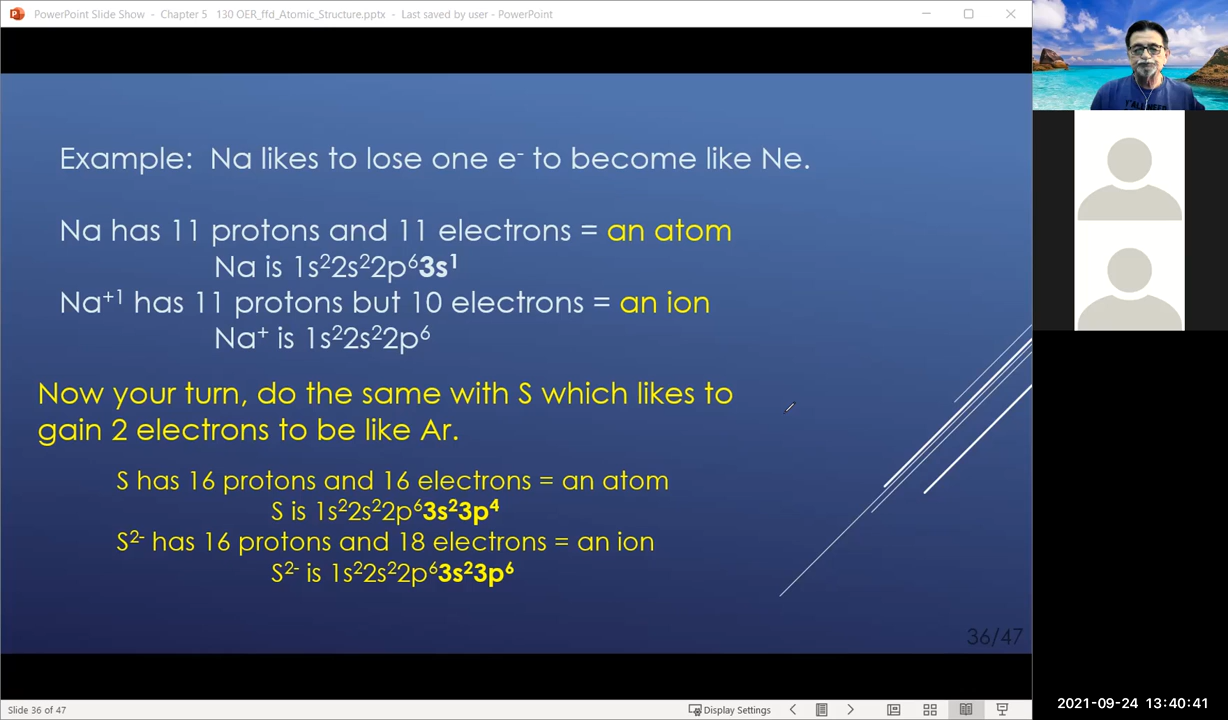 PowerPoint Slide Show - Chapter 5 130 OER_ffd_Atomic_Structure.pptx - Last saved by user - PowerPoint
Example: Na likes to lose one e⁻ to become like Ne.
Na has 11 protons and 11 electrons = an atom
Na is 1s²2s²2p⁶3s¹
Na⁺¹ has 11 protons but 10 electrons = an ion
Na⁺ is 1s²2s²2p⁶
Now your turn, do the same with S which likes to
gain 2 electrons to be like Ar.
S has 16 protons and 16 electrons = an atom
S is 1s²2s²2p⁶3s²3p⁴
S²⁻ has 16 protons and 18 electrons = an ion
S²⁻ is 1s²2s²2p⁶3s²3p⁶
36/47
Slide 36 of 47
Display Settings
2021-09-24 13:40:41